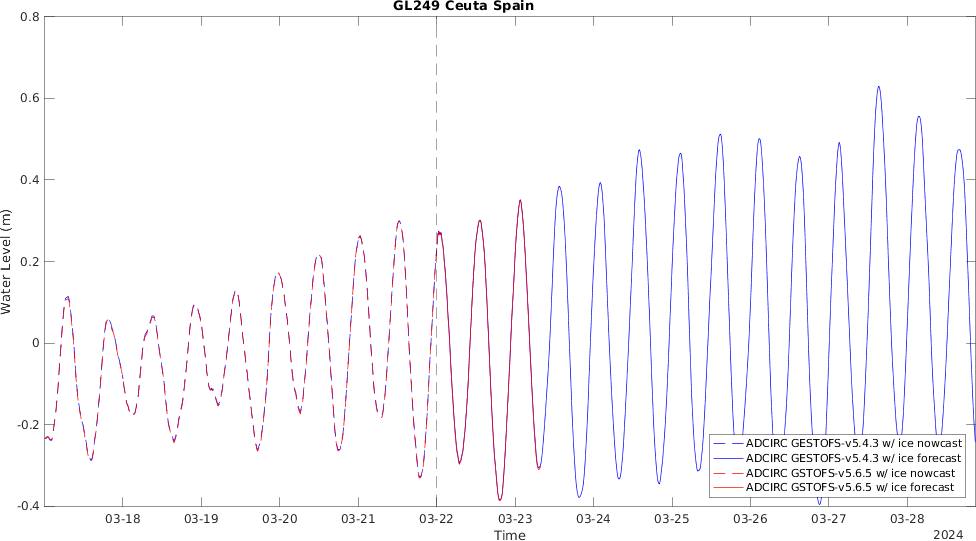 GL249 Ceuta Spain
0.8
0.6
0.4
0.2
0
-0.2
-0.4
Water Level (m)
03-18 03-19 03-20 03-21 03-22 03-23 03-24 03-25 03-26 03-27 03-28
Time
2024
ADCIRC GESTOFS-v5.4.3 w/ ice nowcast
ADCIRC GESTOFS-v5.4.3 w/ ice forecast
ADCIRC GSTOFS-v5.6.5 w/ ice nowcast
ADCIRC GSTOFS-v5.6.5 w/ ice forecast